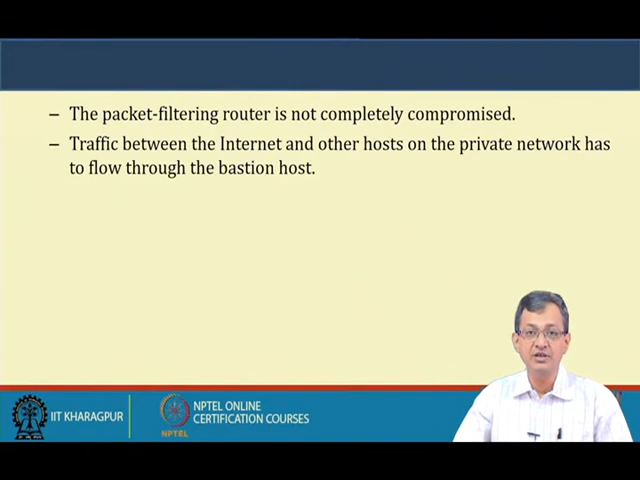 – The packet-filtering router is not completely compromised.
– Traffic between the Internet and other hosts on the private network has
to flow through the bastion host.
IIT KHARAGPUR
NPTEL
NPTEL ONLINE
CERTIFICATION COURSES